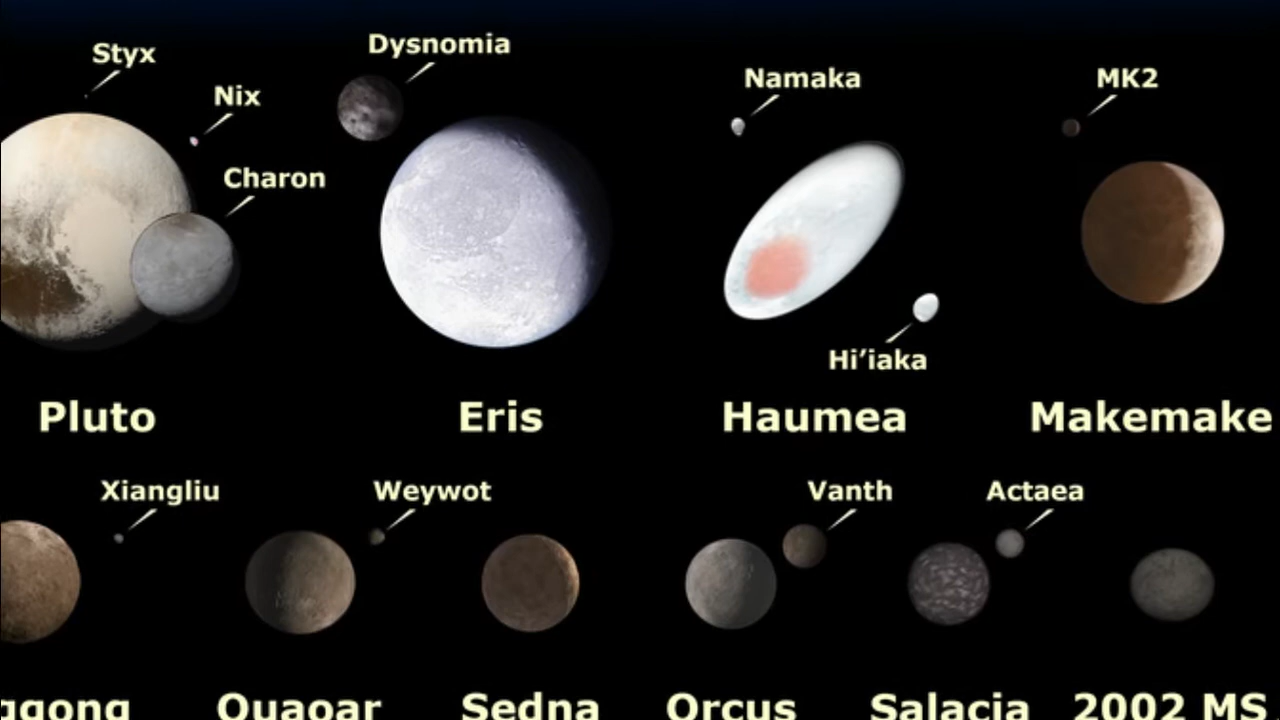 Styx
Dysnomia
Nix
Namaka
MK2
Charon
Hi’iaka
Pluto
Eris
Haumea
Makemake
Xiangliu
Weywot
Vanth
Actaea
ggong
Quaoar
Sedna
Orcus
Salacia
2002 MS